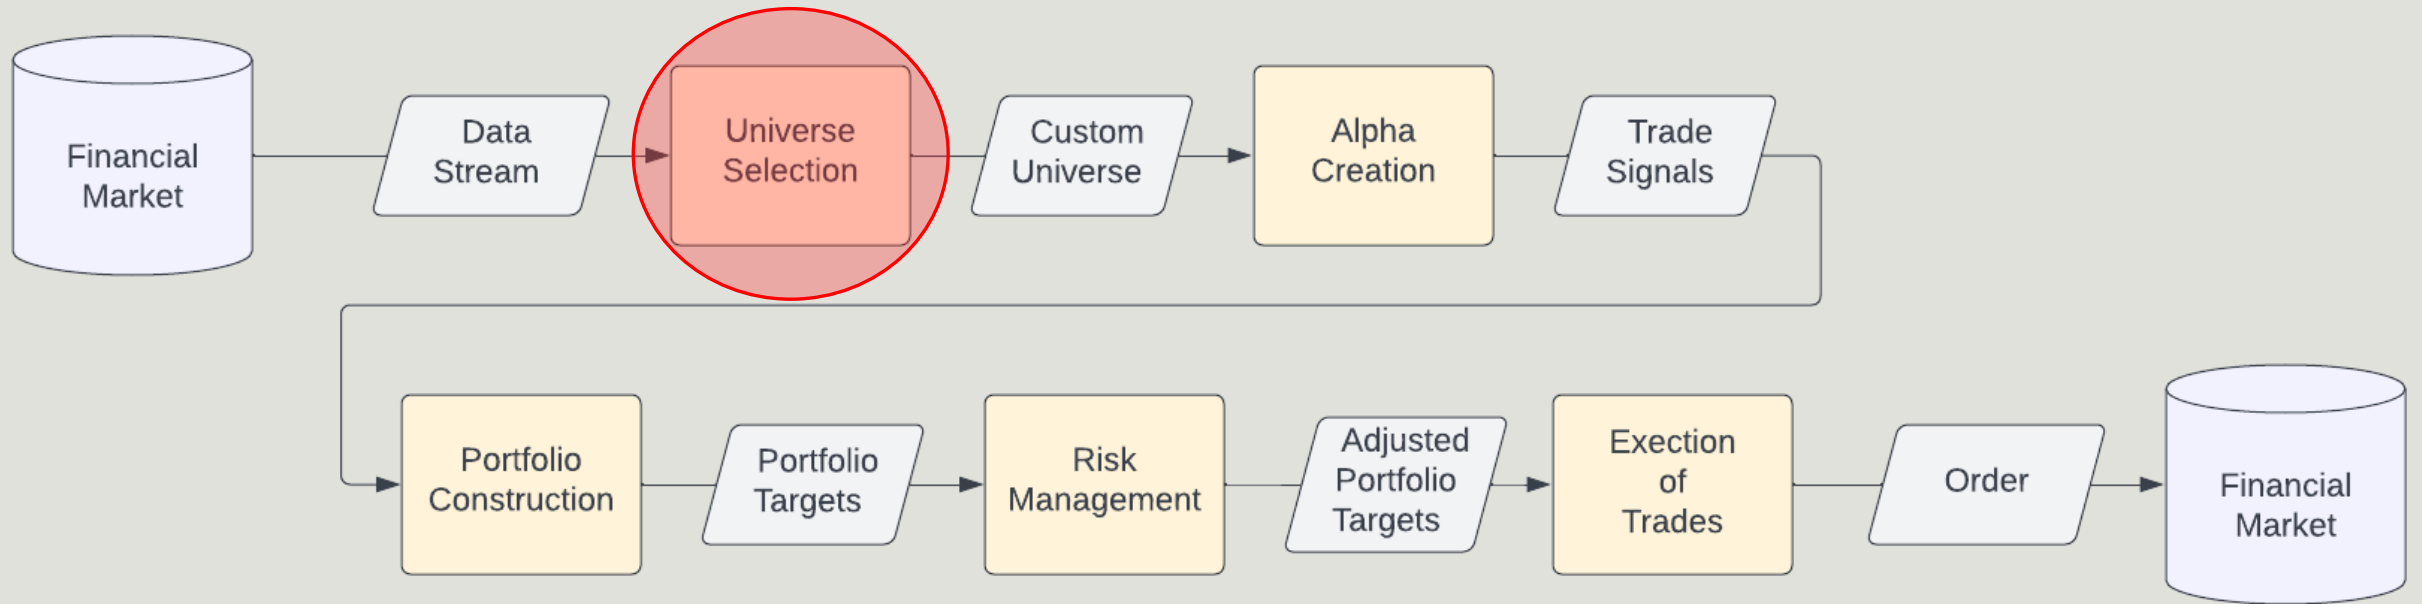 Financial
Market
Data
Stream
Universe
Selection
Custom
Universe
Alpha
Creation
Trade
Signals
Portfolio
Construction
Portfolio
Targets
Risk
Management
Adjusted
Portfolio
Targets
Exection
of
Trades
Order
Financial
Market